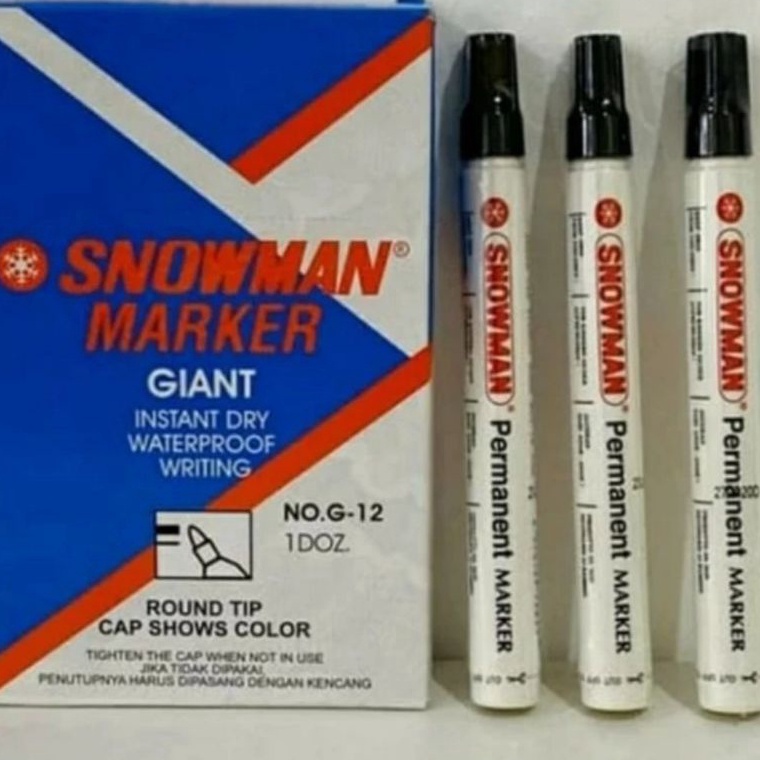 SNOWMAN®
MARKER
GIANT
INSTANT DRY
WATERPROOF
WRITING
NO.G-12
1DOZ.
ROUND TIP
CAP SHOWS COLOR
TIGHTEN THE CAP WHEN NOT IN USE
JIKA TIDAK DIPAKAI
PENUTUPNYA HARUS DIPASANG DENGAN KENCANG
SNOWMAN® Permanent MARKER
SNOWMAN® Permanent MARKER
SNOWMAN® Permanent MARKER